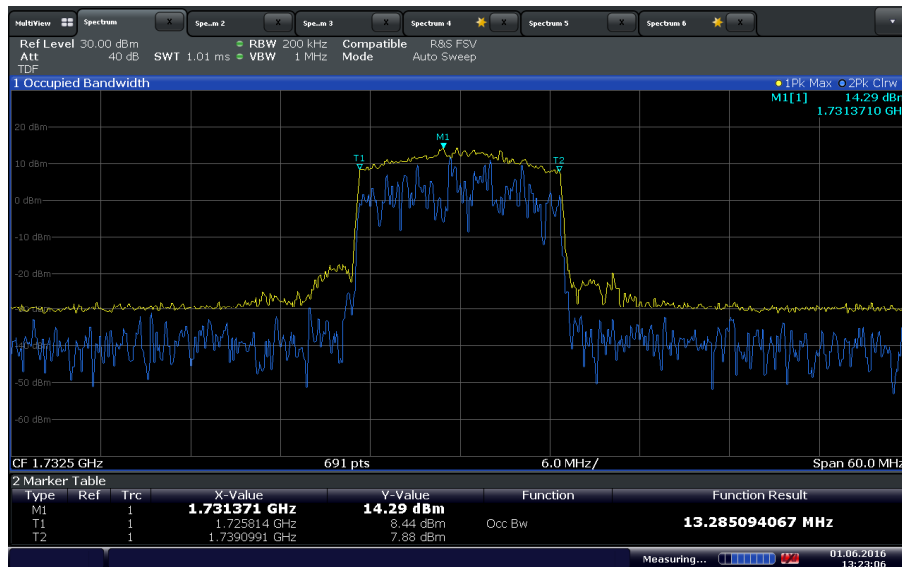 MultiView Spectrum X Spe...m 2 X Spe...m 3 X Spectrum 4 X Spectrum 5 X Spectrum 6 X
Ref Level 30.00 dBm RBW 200 kHz Compatible R&S FSV
Att 40 dB SWT 1.01 ms VBW 1 MHz Mode Auto Sweep
TDF
1 Occupied Bandwidth 1Pk Max 2Pk Clrw
M1[1] 14.29 dBm
1.7313710 GH
20 dBm
M1
T1 T2
10 dBm
0 dBm
-10 dBm
-20 dBm
-50 dBm
-60 dBm
CF 1.7325 GHz 691 pts 6.0 MHz/ Span 60.0 MHz
2 Marker Table
Type Ref Trc X-Value Y-Value Function Function Result
M1 1 1.731371 GHz 14.29 dBm
T1 1 1.725814 GHz 8.44 dBm Occ Bw 13.285094067 MHz
T2 1 1.7390991 GHz 7.88 dBm
Measuring... 01.06.2016
13:23:06